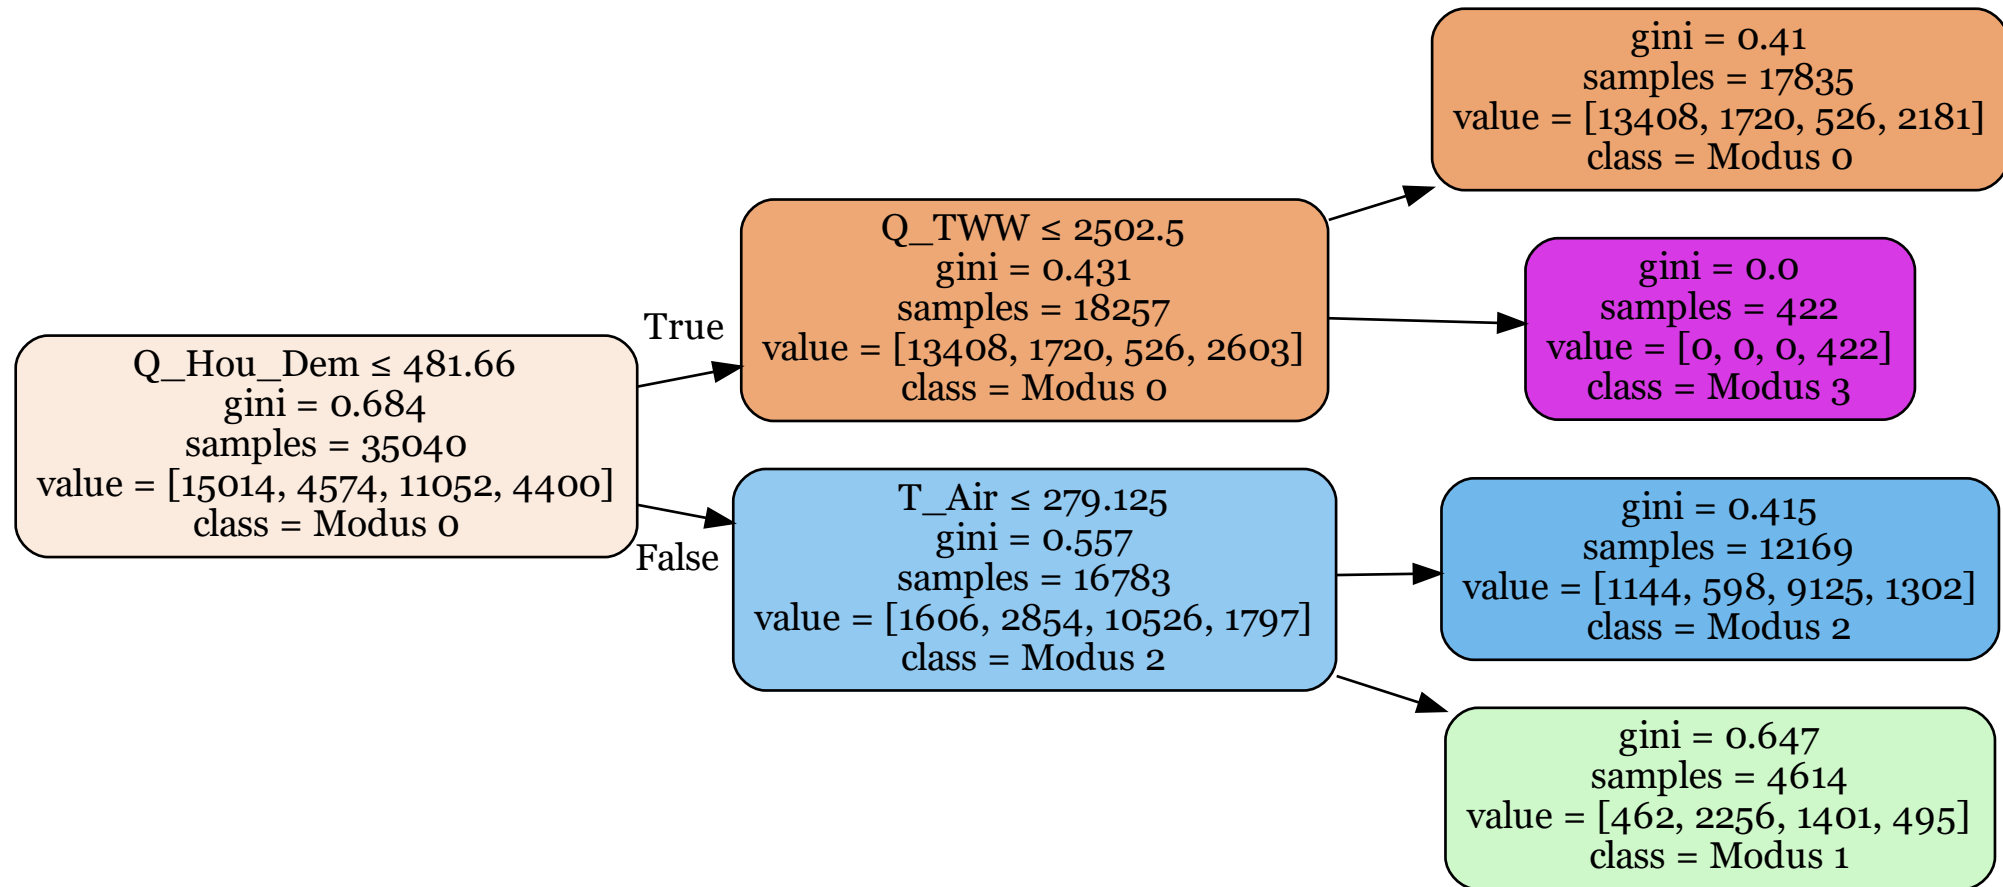 Q_Hou_Dem ≤ 481.66
gini = 0.684
samples = 35040
value = [15014, 4574, 11052, 4400]
class = Modus 0
True
False
Q_TWW ≤ 2502.5
gini = 0.431
samples = 18257
value = [13408, 1720, 526, 2603]
class = Modus 0
T_Air ≤ 279.125
gini = 0.557
samples = 16783
value = [1606, 2854, 10526, 1797]
class = Modus 2
gini = 0.41
samples = 17835
value = [13408, 1720, 526, 2181]
class = Modus 0
gini = 0.0
samples = 422
value = [0, 0, 0, 422]
class = Modus 3
gini = 0.415
samples = 12169
value = [1144, 598, 9125, 1302]
class = Modus 2
gini = 0.647
samples = 4614
value = [462, 2256, 1401, 495]
class = Modus 1